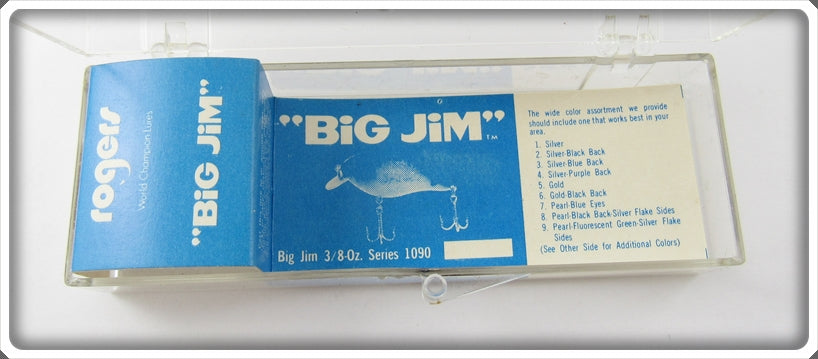 rogers
World Champion Lures
"BiG JiM"
"BiG JiM"™
Big Jim 3/8-Oz. Series 1090
The wide color assortment we provide
should include one that works best in your
area.
1. Silver
2. Silver-Black Back
3. Silver-Blue Back
4. Silver-Purple Back
5. Gold
6. Gold-Black Back
7. Pearl-Blue Eyes
8. Pearl-Black Back-Silver Flake Sides
9. Pearl-Fluorescent Green-Silver Flake
Sides
(See Other Side for Additional Colors)